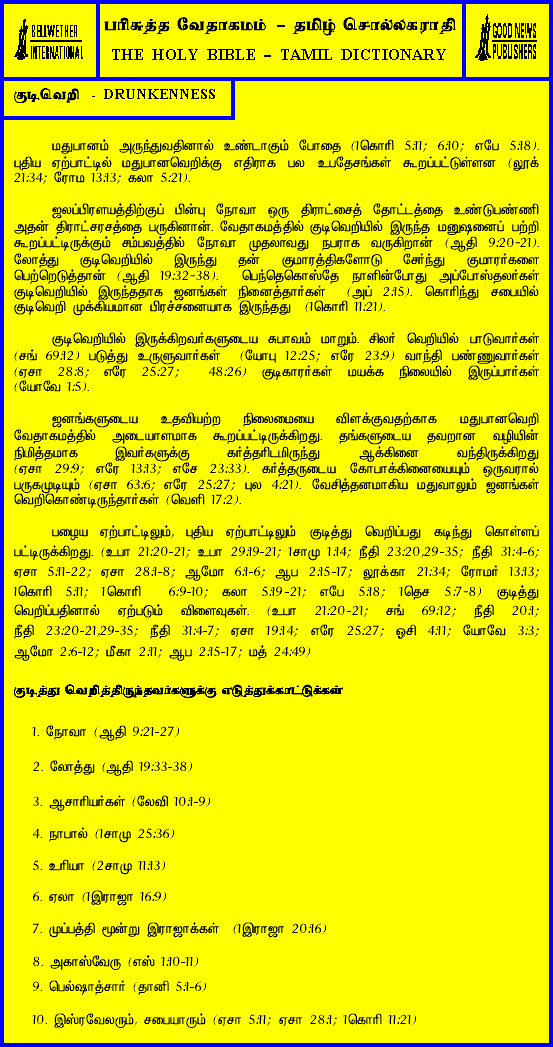 BELLWETHER
INTERNATIONAL
பரிசுத்த வேதாகமம் - தமிழ் சொல்லகராதி
THE HOLY BIBLE - TAMIL DICTIONARY
GOOD NEWS
PUBLISHERS
குடிவெறி - DRUNKENNESS
மதுபானம் அருந்துவதினால் உண்டாகும் போதை (1கொரி 5:11; 6:10; எபே 5:18).
புதிய ஏற்பாட்டில் மதுபானவெறிக்கு எதிராக பல உபதேசங்கள் கூறப்பட்டுள்ளன (லூக்
21:34; ரோம 13:13; கலா 5:21).
ஜலப்பிரளயத்திற்குப் பின்பு நோவா ஒரு திராட்சைத் தோட்டத்தை உண்டுபண்ணி
அதன் திராட்சரசத்தை பருகினான். வேதாகமத்தில் குடிவெறியில் இருந்த மனுஷனைப் பற்றி
கூறப்பட்டிருக்கும் சம்பவத்தில் நோவா முதலாவது நபராக வருகிறான் (ஆதி 9:20-21).
லோத்து குடிவெறியில் இருந்து தன் குமாரத்திகளோடு சேர்ந்து குமாரர்களை
பெற்றெடுத்தான் (ஆதி 19:32-38). பெந்தெகொஸ்தே நாளின்போது அப்போஸ்தலர்கள்
குடிவெறியில் இருந்ததாக ஜனங்கள் நினைத்தார்கள் (அப் 2:15). கொரிந்து சபையில்
குடிவெறி முக்கியமான பிரச்சனையாக இருந்தது (1கொரி 11:21).
குடிவெறியில் இருக்கிறவர்களுடைய சுபாவம் மாறும். சிலர் வெறியில் பாடுவார்கள்
(சங் 69:12) படுத்து உருளுவார்கள் (யோபு 12:25; எரே 23:9) வாந்தி பண்ணுவார்கள்
(ஏசா 28:8; எரே 25:27; 48:26) குடிகாரர்கள் மயக்க நிலையில் இருப்பார்கள்
(யோவே 1:5).
ஜனங்களுடைய உதவியற்ற நிலைமையை விளக்குவதற்காக மதுபானவெறி
வேதாகமத்தில் அடையாளமாக கூறப்பட்டிருக்கிறது. தங்களுடைய தவறான வழியின்
நிமித்தமாக இவர்களுக்கு கர்த்தரிடமிருந்து ஆக்கினை வந்திருக்கிறது
(ஏசா 29:9; எரே 13:13; எசே 23:33). கர்த்தருடைய கோபாக்கினையையும் ஒருவரால்
பருகமுடியும் (ஏசா 63:6; எரே 25:27; புல 4:21). வேசித்தனமாகிய மதுவாலும் ஜனங்கள்
வெறிகொண்டிருந்தார்கள் (வெளி 17:2).
பழைய ஏற்பாட்டிலும், புதிய ஏற்பாட்டிலும் குடித்து வெறிப்பது கடிந்து கொள்ளப்
பட்டிருக்கிறது. (உபா 21:20-21; உபா 29:19-21; 1சாமு 1:14; நீதி 23:20,29-35; நீதி 31:4-6;
ஏசா 5:11-22; ஏசா 28:1-8; ஆமோ 6:1-6; ஆப 2:15-17; லூக்கா 21:34; ரோமர் 13:13;
1கொரி 5:11; 1கொரி 6:9-10; கலா 5:19-21; எபே 5:18; 1தெச 5:7-8) குடித்து
வெறிப்பதினால் ஏற்படும் விளைவுகள். (உபா 21:20-21; சங் 69:12; நீதி 20:1;
நீதி 23:20-21,29-35; நீதி 31:4-7; ஏசா 19:14; எரே 25:27; ஓசி 4:11; யோவே 3:3;
ஆமோ 2:6-12; மீகா 2:11; ஆப 2:15-17; மத் 24:49)
குடித்து வெறித்திருந்தவர்களுக்கு எடுத்துக்காட்டுக்கள்
1. நோவா (ஆதி 9:21-27)
2. லோத்து (ஆதி 19:33-38)
3. ஆசாரியர்கள் (லேவி 10:1-9)
4. நாபால் (1சாமு 25:36)
5. உரியா (2சாமு 11:13)
6. ஏலா (1இராஜா 16:9)
7. முப்பத்தி மூன்று இராஜாக்கள் (1இராஜா 20:16)
8. அகாஸ்வேரு (எஸ் 1:10-11)
9. பெல்ஷாத்சார் (தானி 5:1-6)
10. இஸ்ரவேலரும், சபையாரும் (ஏசா 5:11; ஏசா 28:1; 1கொரி 11:21)